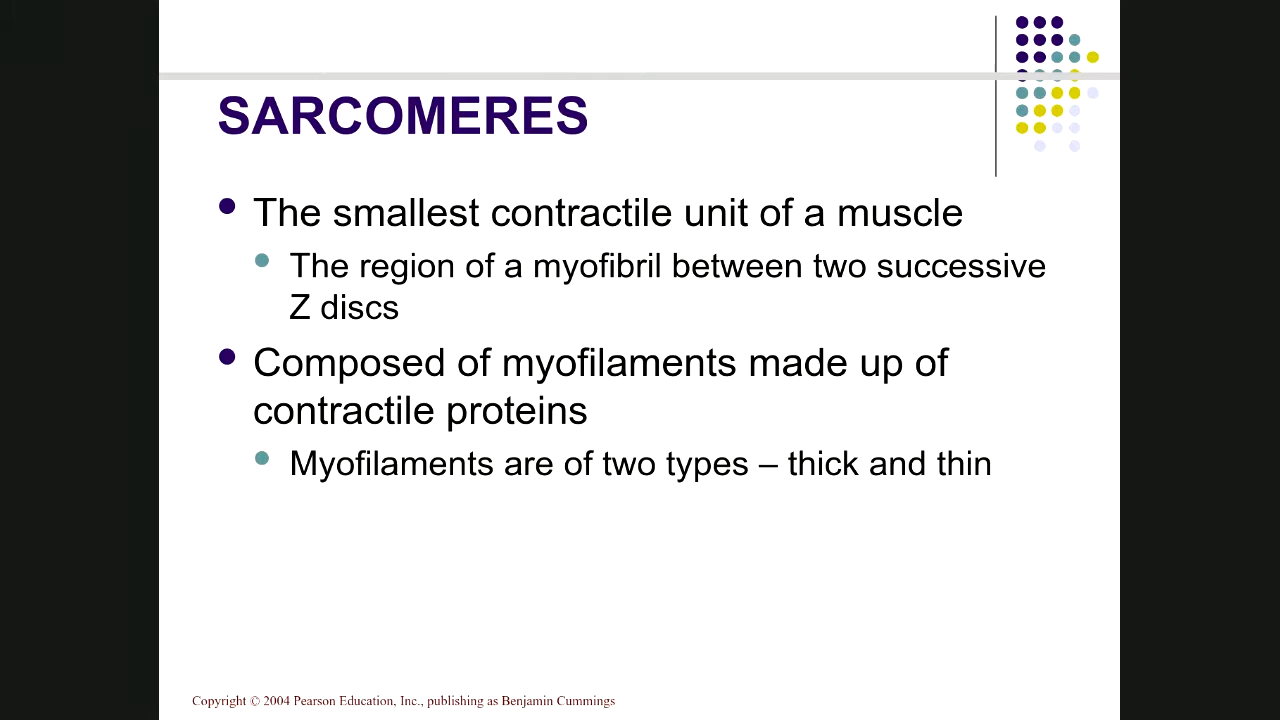 SARCOMERES
The smallest contractile unit of a muscle
The region of a myofibril between two successive
Z discs
Composed of myofilaments made up of
contractile proteins
Myofilaments are of two types – thick and thin
Copyright © 2004 Pearson Education, Inc., publishing as Benjamin Cummings